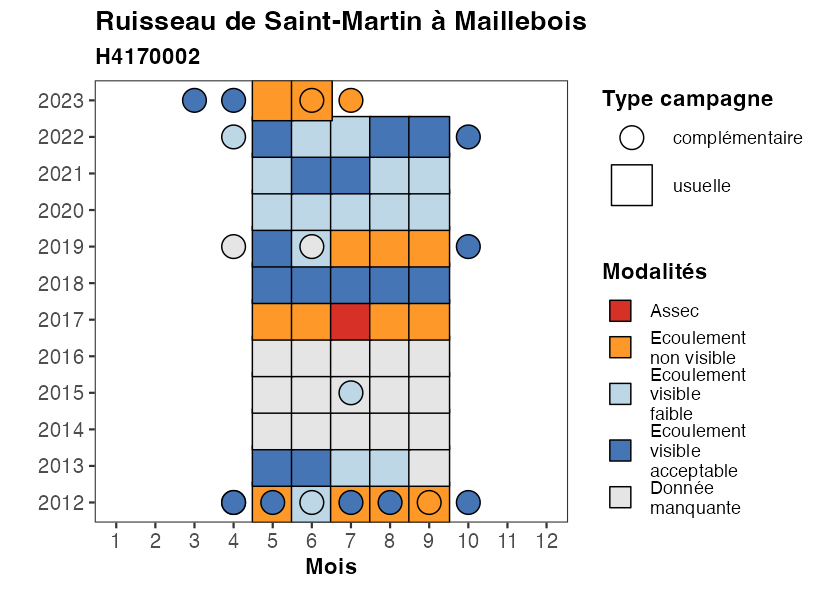 Ruisseau de Saint-Martin à Maillebois
H4170002
2023
2022
2021
2020
2019
2018
2017
2016
2015
2014
2013
2012
1 2 3 4 5 6 7 8 9 10 11 12
Mois
Type campagne
complémentaire
usuelle
Modalités
Assec
Ecoulement
non visible
Ecoulement
visible
faible
Ecoulement
visible
acceptable
Donnée
manquante